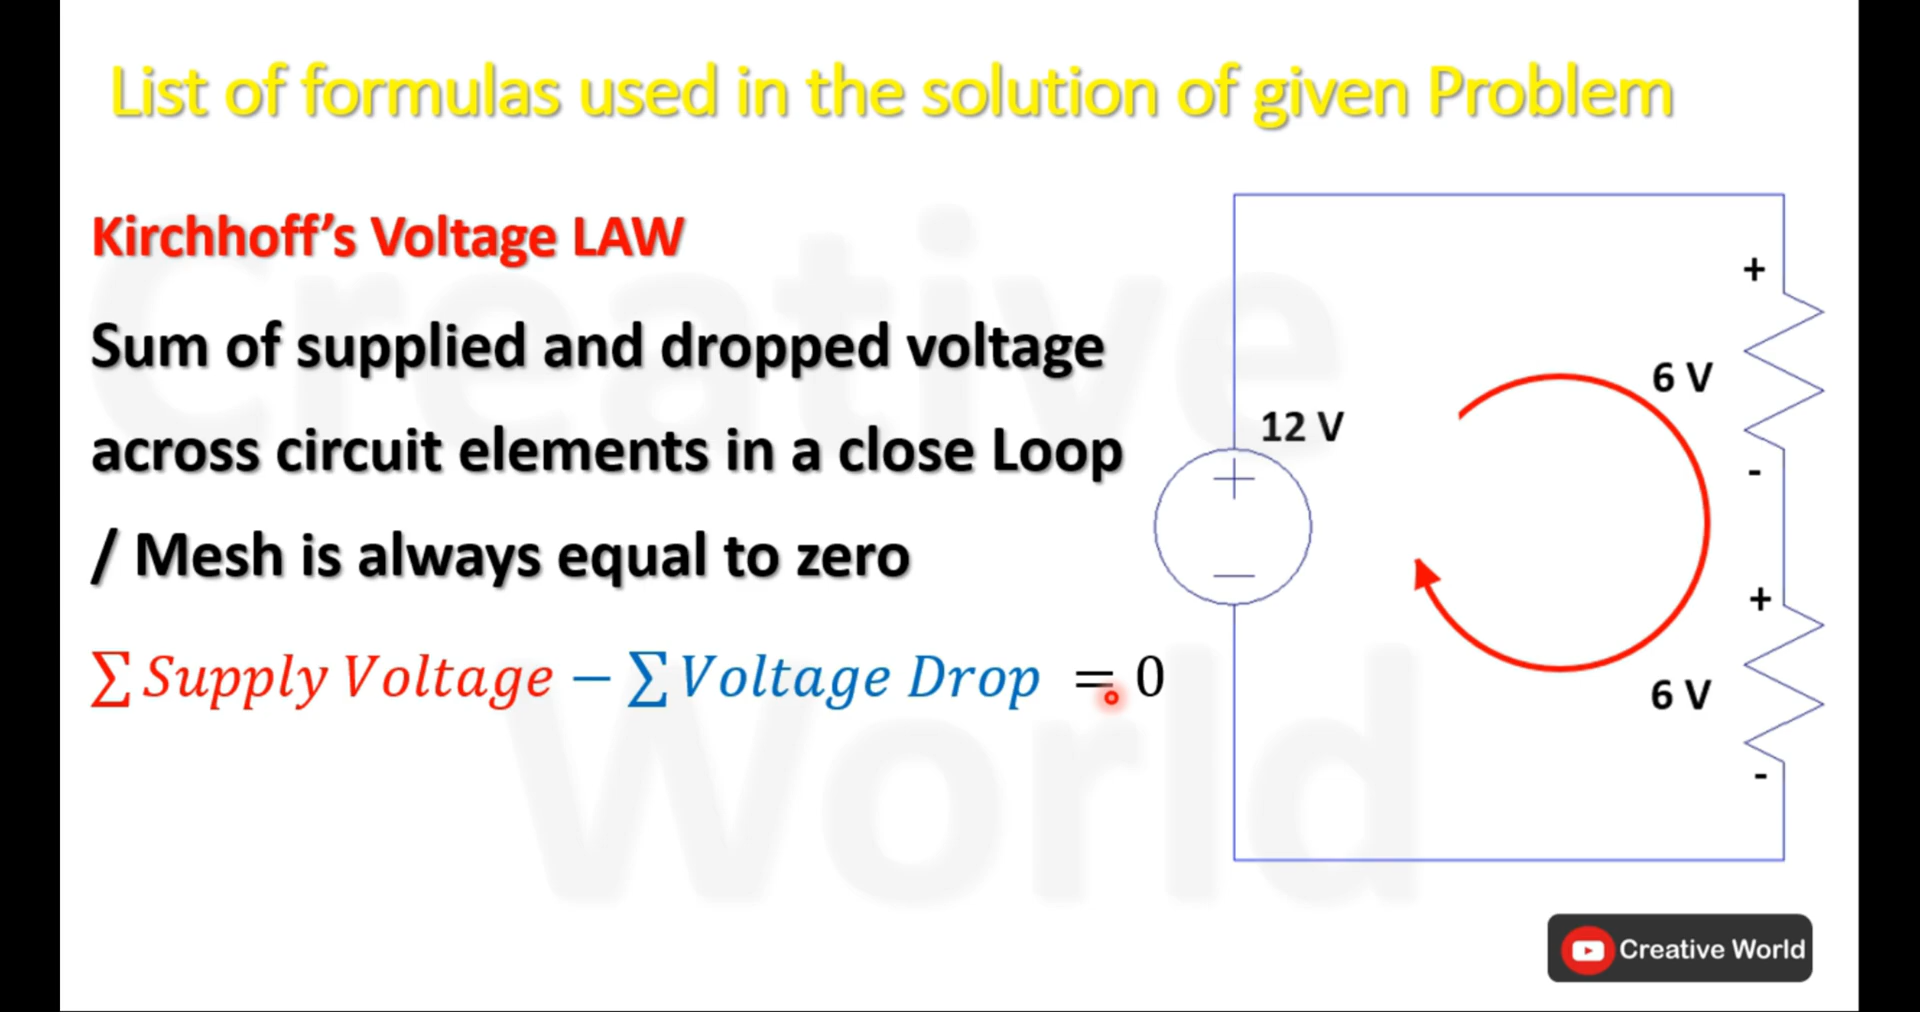 List of formulas used in the solution of given Problem
Kirchhoff's Voltage LAW
Sum of supplied and dropped voltage
across circuit elements in a close Loop
/ Mesh is always equal to zero
∑ Supply Voltage − ∑ Voltage Drop = 0
12 V
+
−
+
6 V
-
+
6 V
-
Creative
World
Creative World